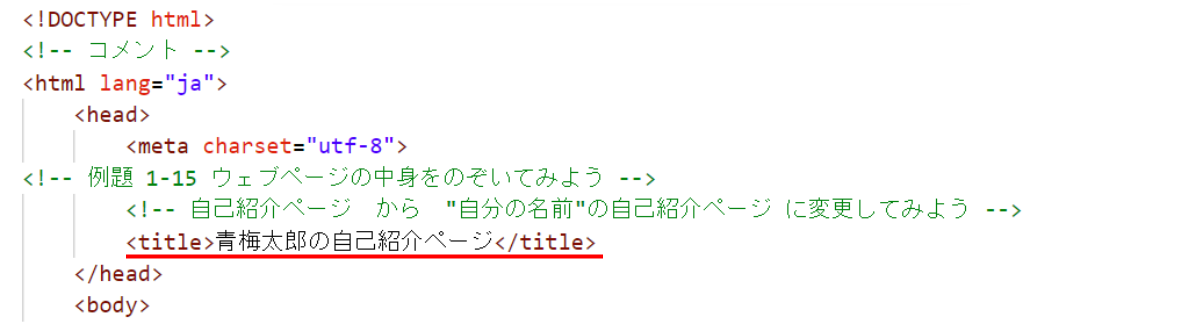 <!DOCTYPE html>
<!-- コメント -->
<html lang="ja">
<head>
<meta charset="utf-8">
<!-- 例題 1-15 ウェブページの中身をのぞいてみよう -->
<!-- 自己紹介ページ　から　"自分の名前"の自己紹介ページ に変更してみよう -->
<title>青梅太郎の自己紹介ページ</title>
</head>
<body>